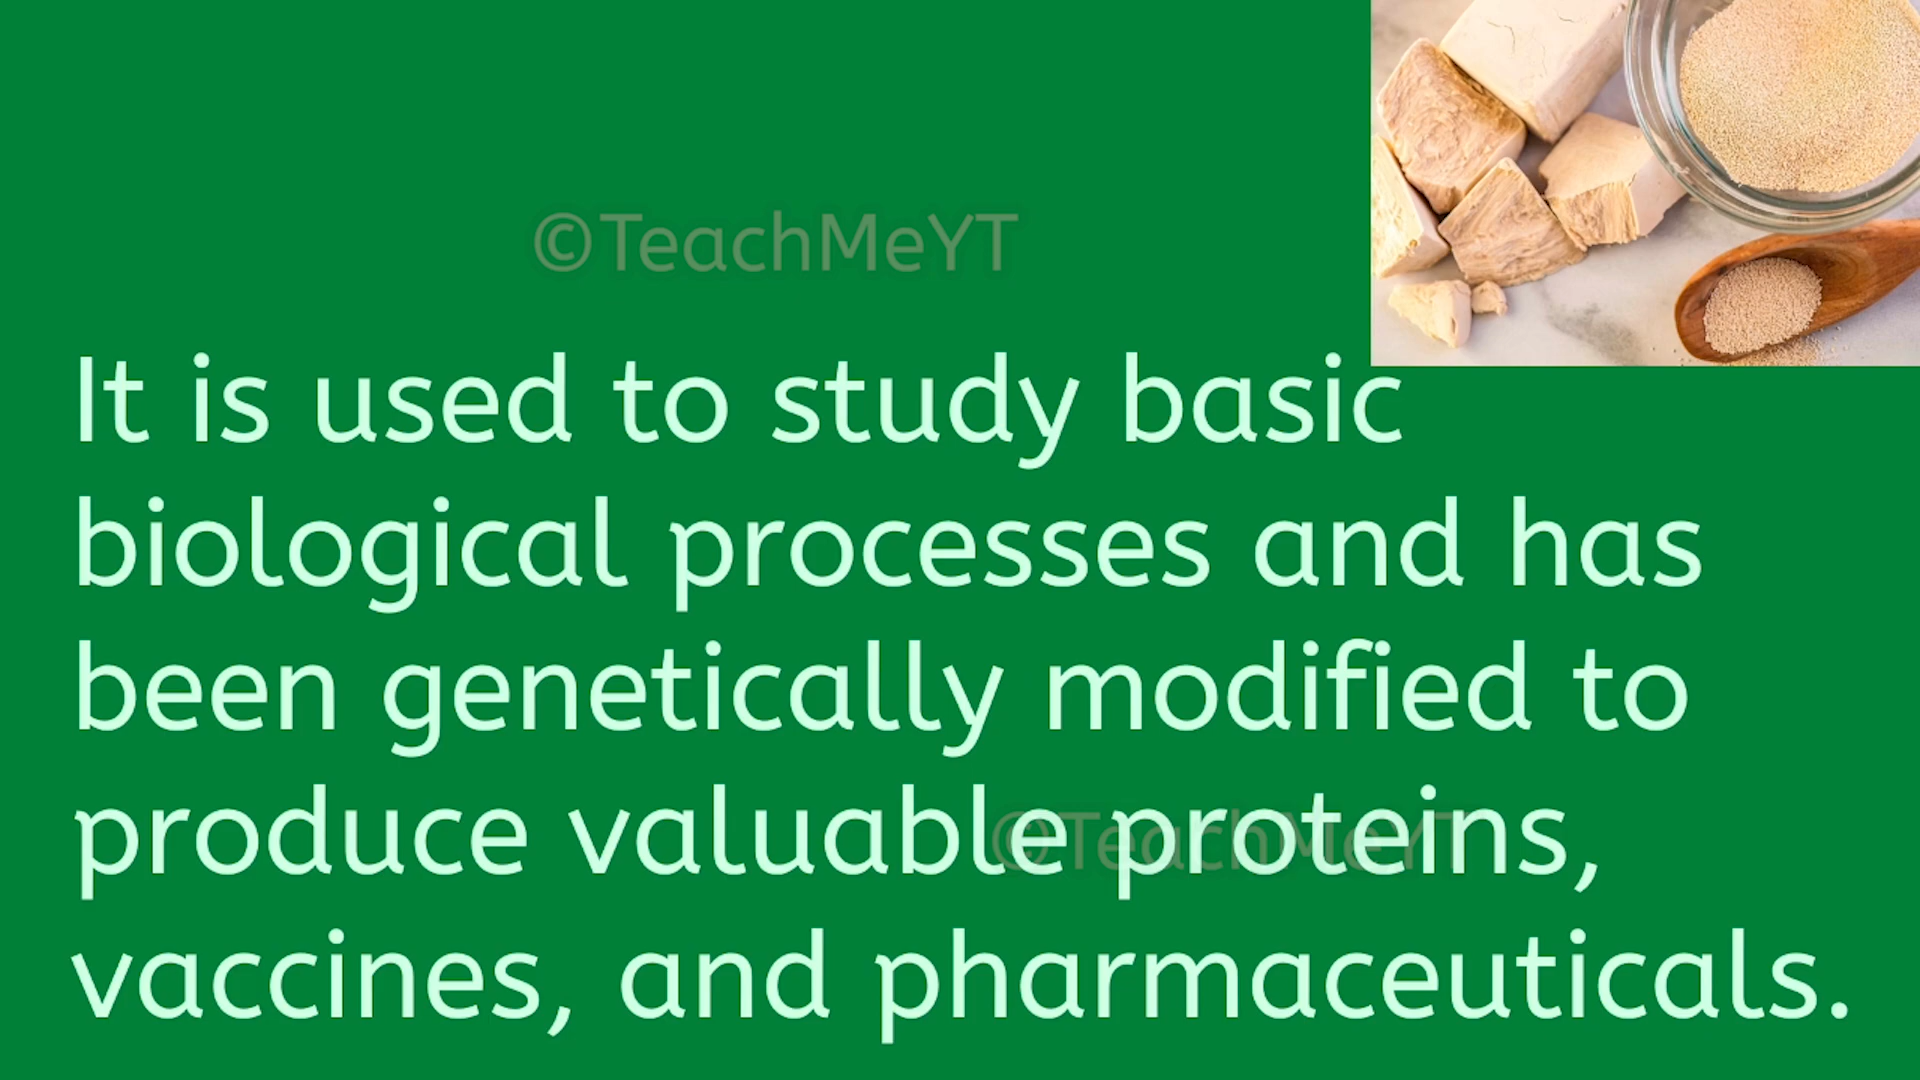 ©TeachMeYT
It is used to study basic
biological processes and has
been genetically modified to
produce valuable proteins,
©TeachMeYT
vaccines, and pharmaceuticals.